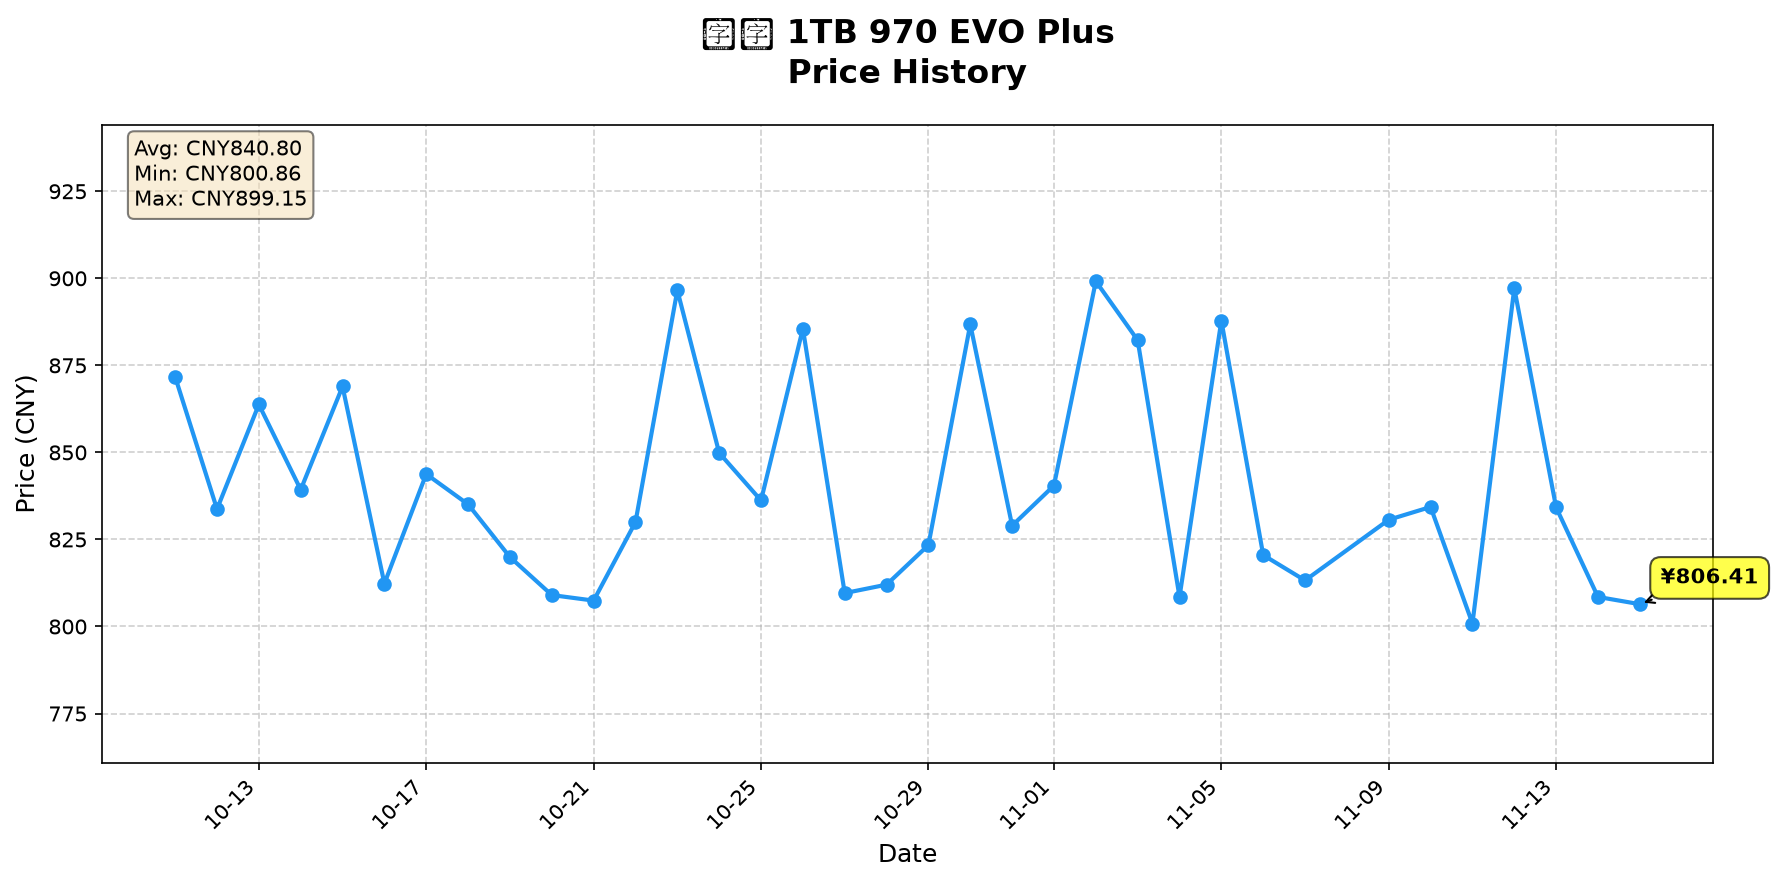 1TB 970 EVO Plus
Price History
Avg: CNY840.80
Min: CNY800.86
Max: CNY899.15
Price (CNY)
925
900
875
850
825
800
775
¥806.41
10-13
10-17
10-21
10-25
10-29
11-01
11-05
11-09
11-13
Date